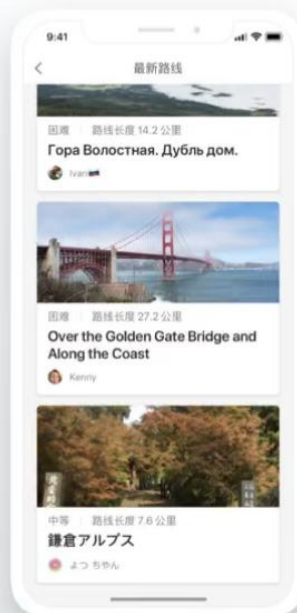 9:41
最新路线
困难 路线长度 14.2 公里
Гора Волостная. Дубль дом.
Ivan
困难 路线长度 27.2 公里
Over the Golden Gate Bridge and
Along the Coast
Kenny
中等 路线长度 7.6 公里
鎌倉アルプス
よつ ちゃん